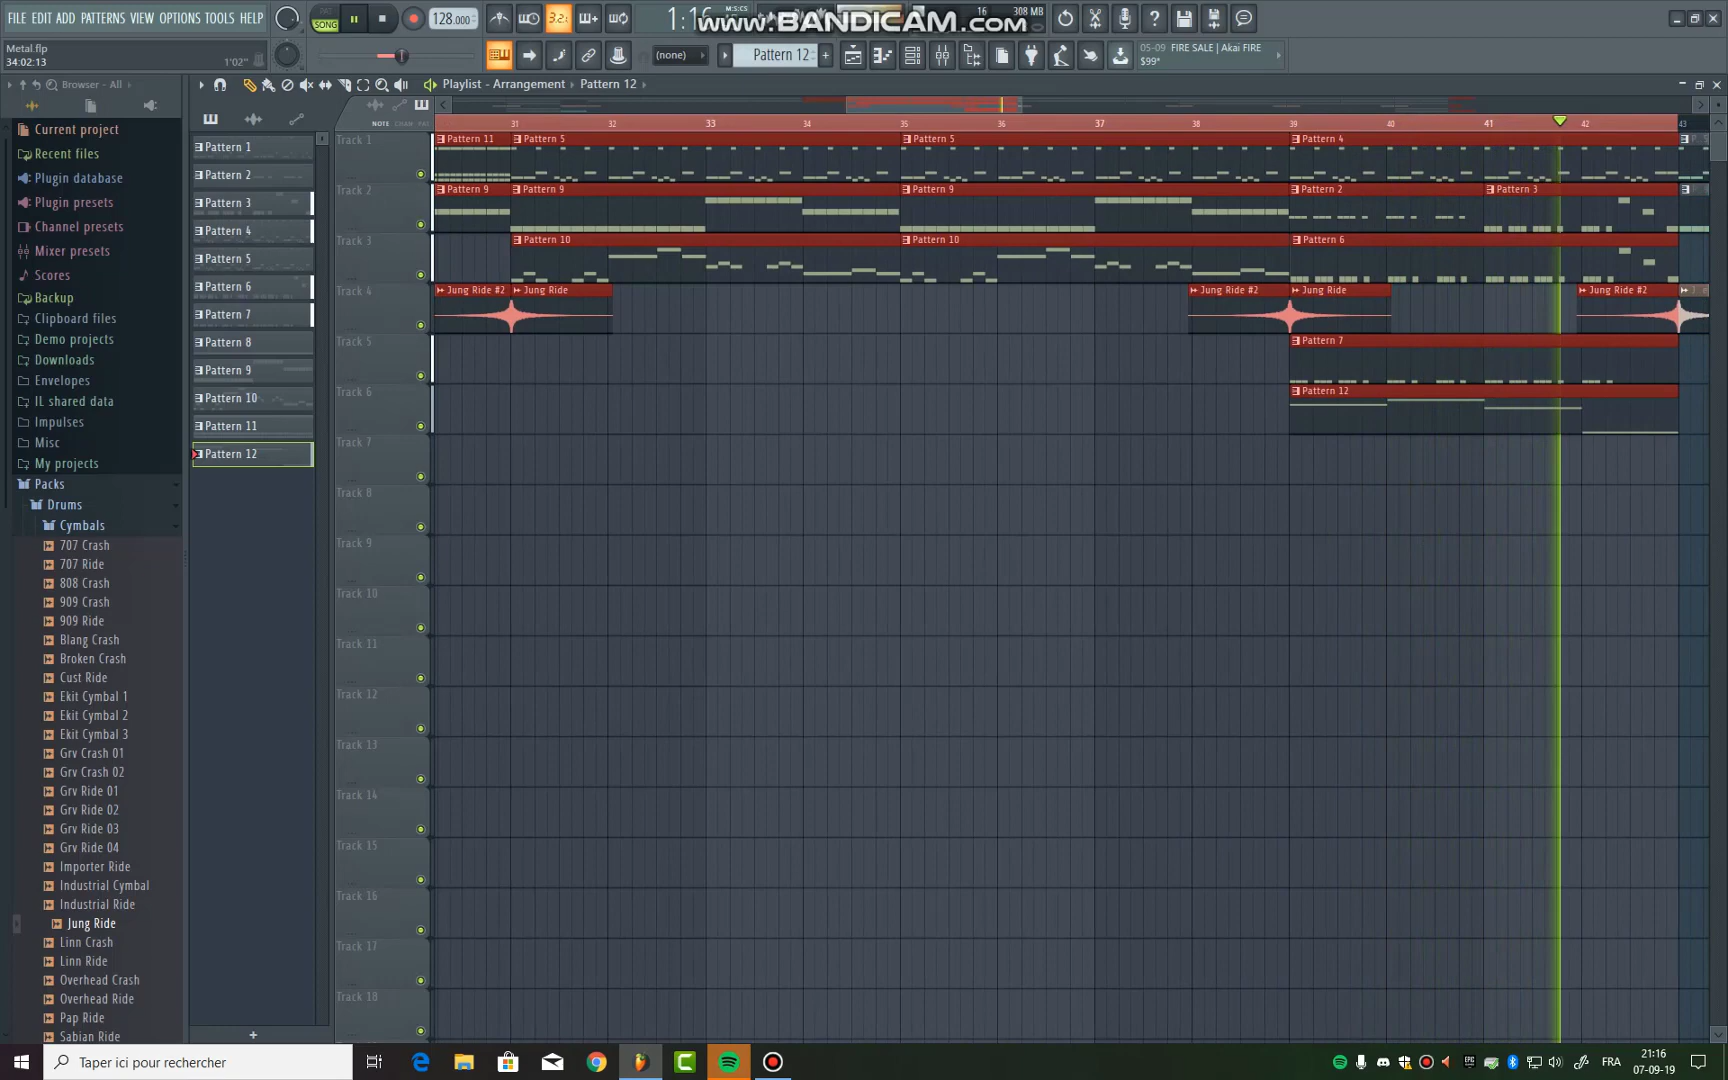 FILE EDIT ADD PATTERNS VIEW OPTIONS TOOLS HELP
PAT
SONG
128.000
3.2:
1:16
M:S:CS
www.BANDICAM.com
16
308 MB
Metal.flp
34:02:13
1'02"
(none)
Pattern 12
05-09 FIRE SALE | Akai FIRE
$99*
Browser - All
Playlist - Arrangement
Pattern 12
NOTE CHAN PAT
31 32 33 34 35 36 37 38 39 40 41 42 43
Current project
Recent files
Plugin database
Plugin presets
Channel presets
Mixer presets
Scores
Backup
Clipboard files
Demo projects
Downloads
Envelopes
IL shared data
Impulses
Misc
My projects
Packs
Drums
Cymbals
707 Crash
707 Ride
808 Crash
909 Crash
909 Ride
Blang Crash
Broken Crash
Cust Ride
Ekit Cymbal 1
Ekit Cymbal 2
Ekit Cymbal 3
Grv Crash 01
Grv Crash 02
Grv Ride 01
Grv Ride 02
Grv Ride 03
Grv Ride 04
Importer Ride
Industrial Cymbal
Industrial Ride
Jung Ride
Linn Crash
Linn Ride
Overhead Crash
Overhead Ride
Pap Ride
Sabian Ride
Pattern 1
Pattern 2
Pattern 3
Pattern 4
Pattern 5
Pattern 6
Pattern 7
Pattern 8
Pattern 9
Pattern 10
Pattern 11
Pattern 12
Track 1
Pattern 11 Pattern 5 Pattern 5 Pattern 4
Track 2
Pattern 9 Pattern 9 Pattern 9 Pattern 2 Pattern 3
Track 3
Pattern 10 Pattern 10 Pattern 6
Track 4
Jung Ride #2 Jung Ride Jung Ride #2 Jung Ride Jung Ride #2
Track 5
Pattern 7
Track 6
Pattern 12
Track 7
Track 8
Track 9
Track 10
Track 11
Track 12
Track 13
Track 14
Track 15
Track 16
Track 17
Track 18
Taper ici pour rechercher
FRA
21:16
07-09-19